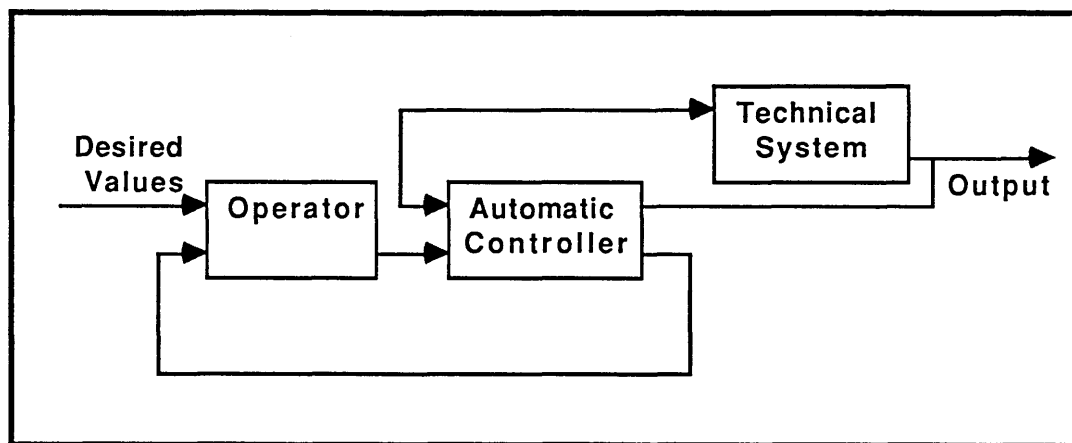 Desired
Values
Operator
Automatic
Controller
Technical
System
Output